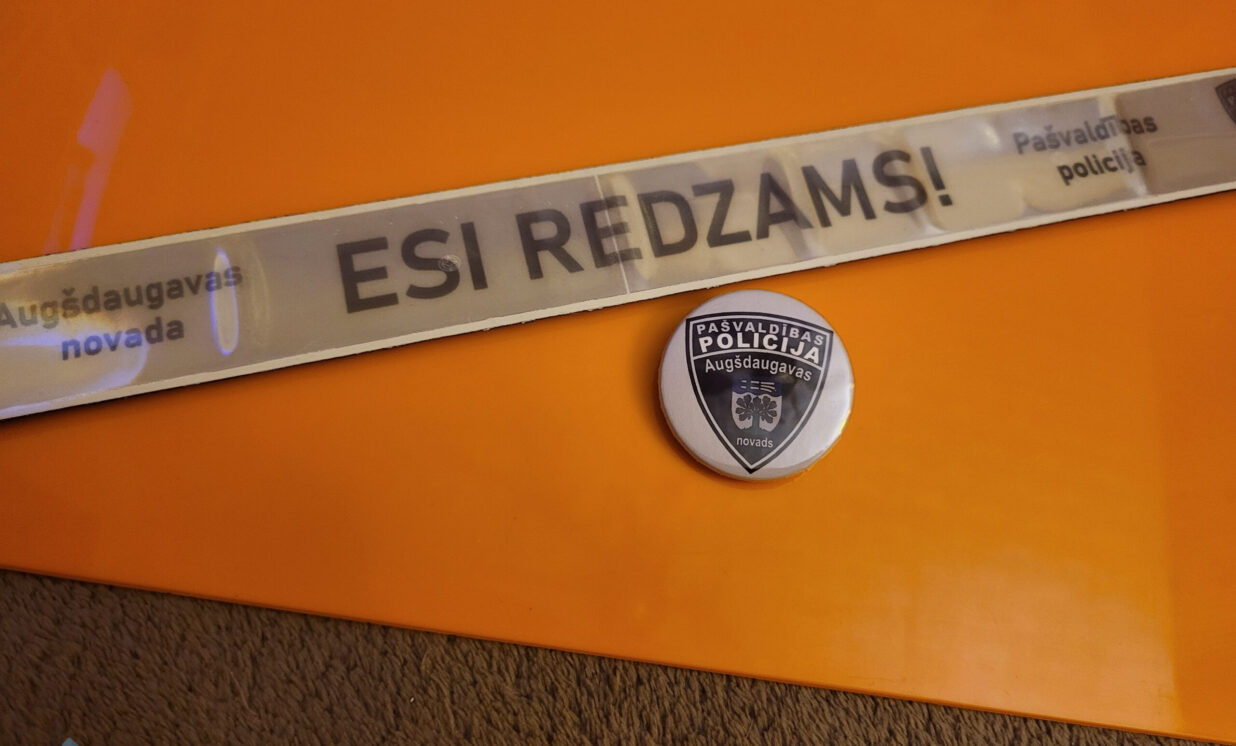 Augšdaugavas
novada
ESI REDZAMS!
Pašvaldības
policija
PAŠVALDĪBAS
POLICIJA
Augšdaugavas
novads